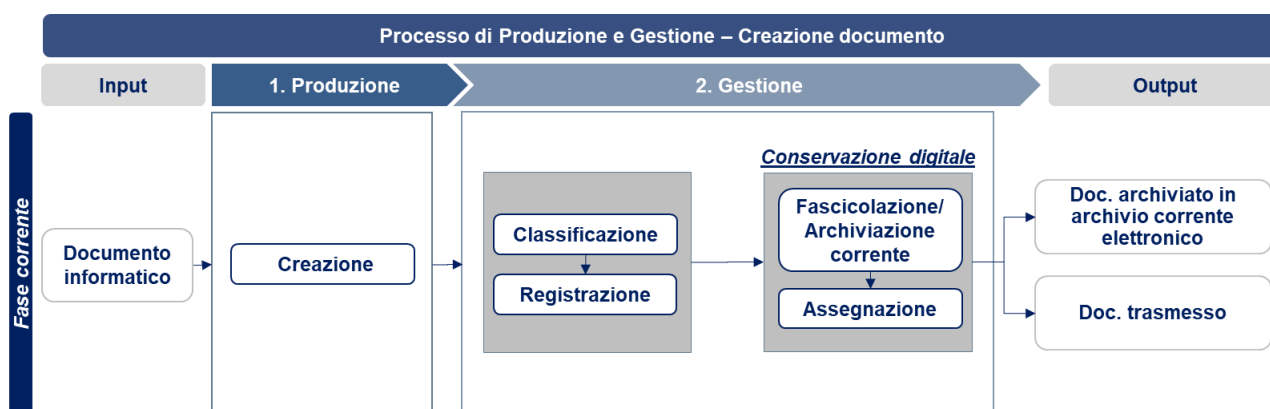 Processo di Produzione e Gestione – Creazione documento
Input
1. Produzione
2. Gestione
Output
Fase corrente
Documento
informatico
Creazione
Classificazione
Registrazione
Conservazione digitale
Fascicolazione/
Archiviazione
corrente
Assegnazione
Doc. archiviato in
archivio corrente
elettronico
Doc. trasmesso